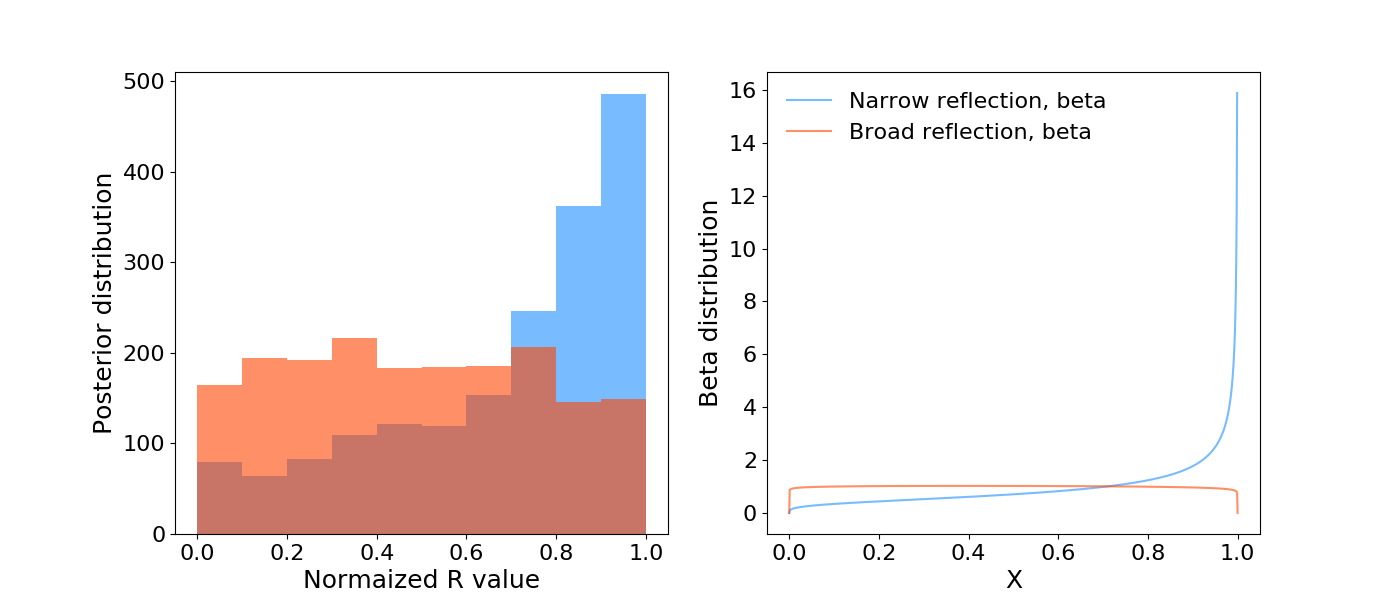 Posterior distribution
500
400
300
200
100
0
0.0 0.2 0.4 0.6 0.8 1.0
Normaized R value
Beta distribution
16
14
12
10
8
6
4
2
0
Narrow reflection, beta
Broad reflection, beta
0.0 0.2 0.4 0.6 0.8 1.0
X